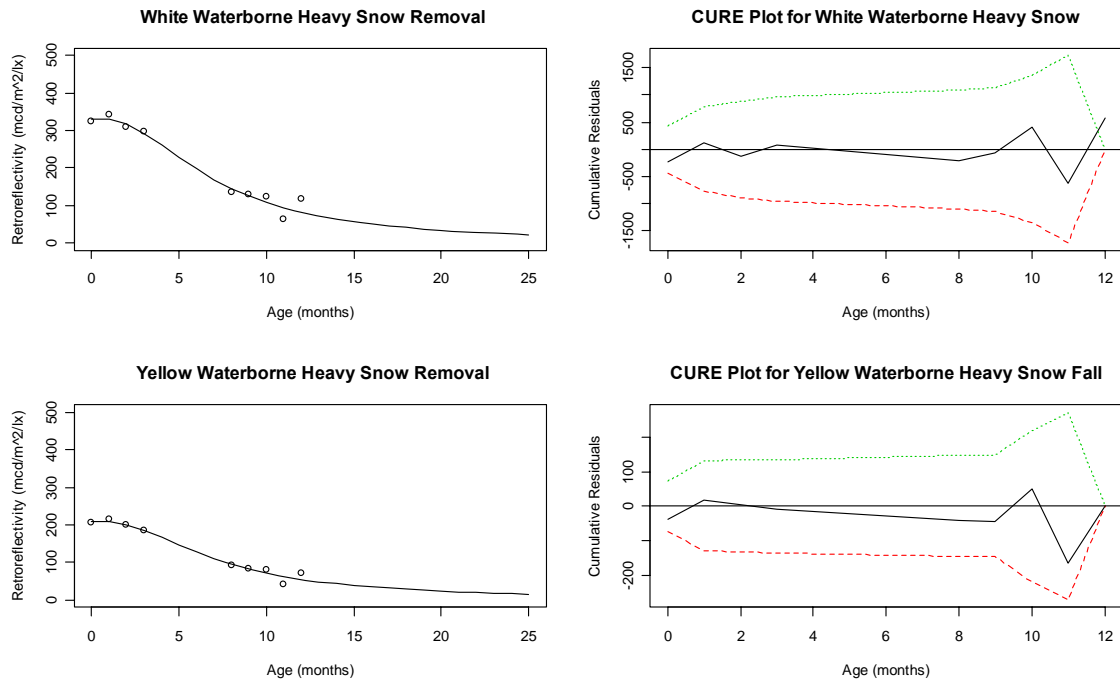 White Waterborne Heavy Snow Removal
Retroreflectivity (mcd/m^2/lx)
500
400
300
200
100
0
0 5 10 15 20 25
Age (months)
CURE Plot for White Waterborne Heavy Snow
Cumulative Residuals
1500
500
-500
-1500
0 2 4 6 8 10 12
Age (months)
Yellow Waterborne Heavy Snow Removal
Retroreflectivity (mcd/m^2/lx)
500
400
300
200
100
0
0 5 10 15 20 25
Age (months)
CURE Plot for Yellow Waterborne Heavy Snow Fall
Cumulative Residuals
100
0
-200
0 2 4 6 8 10 12
Age (months)